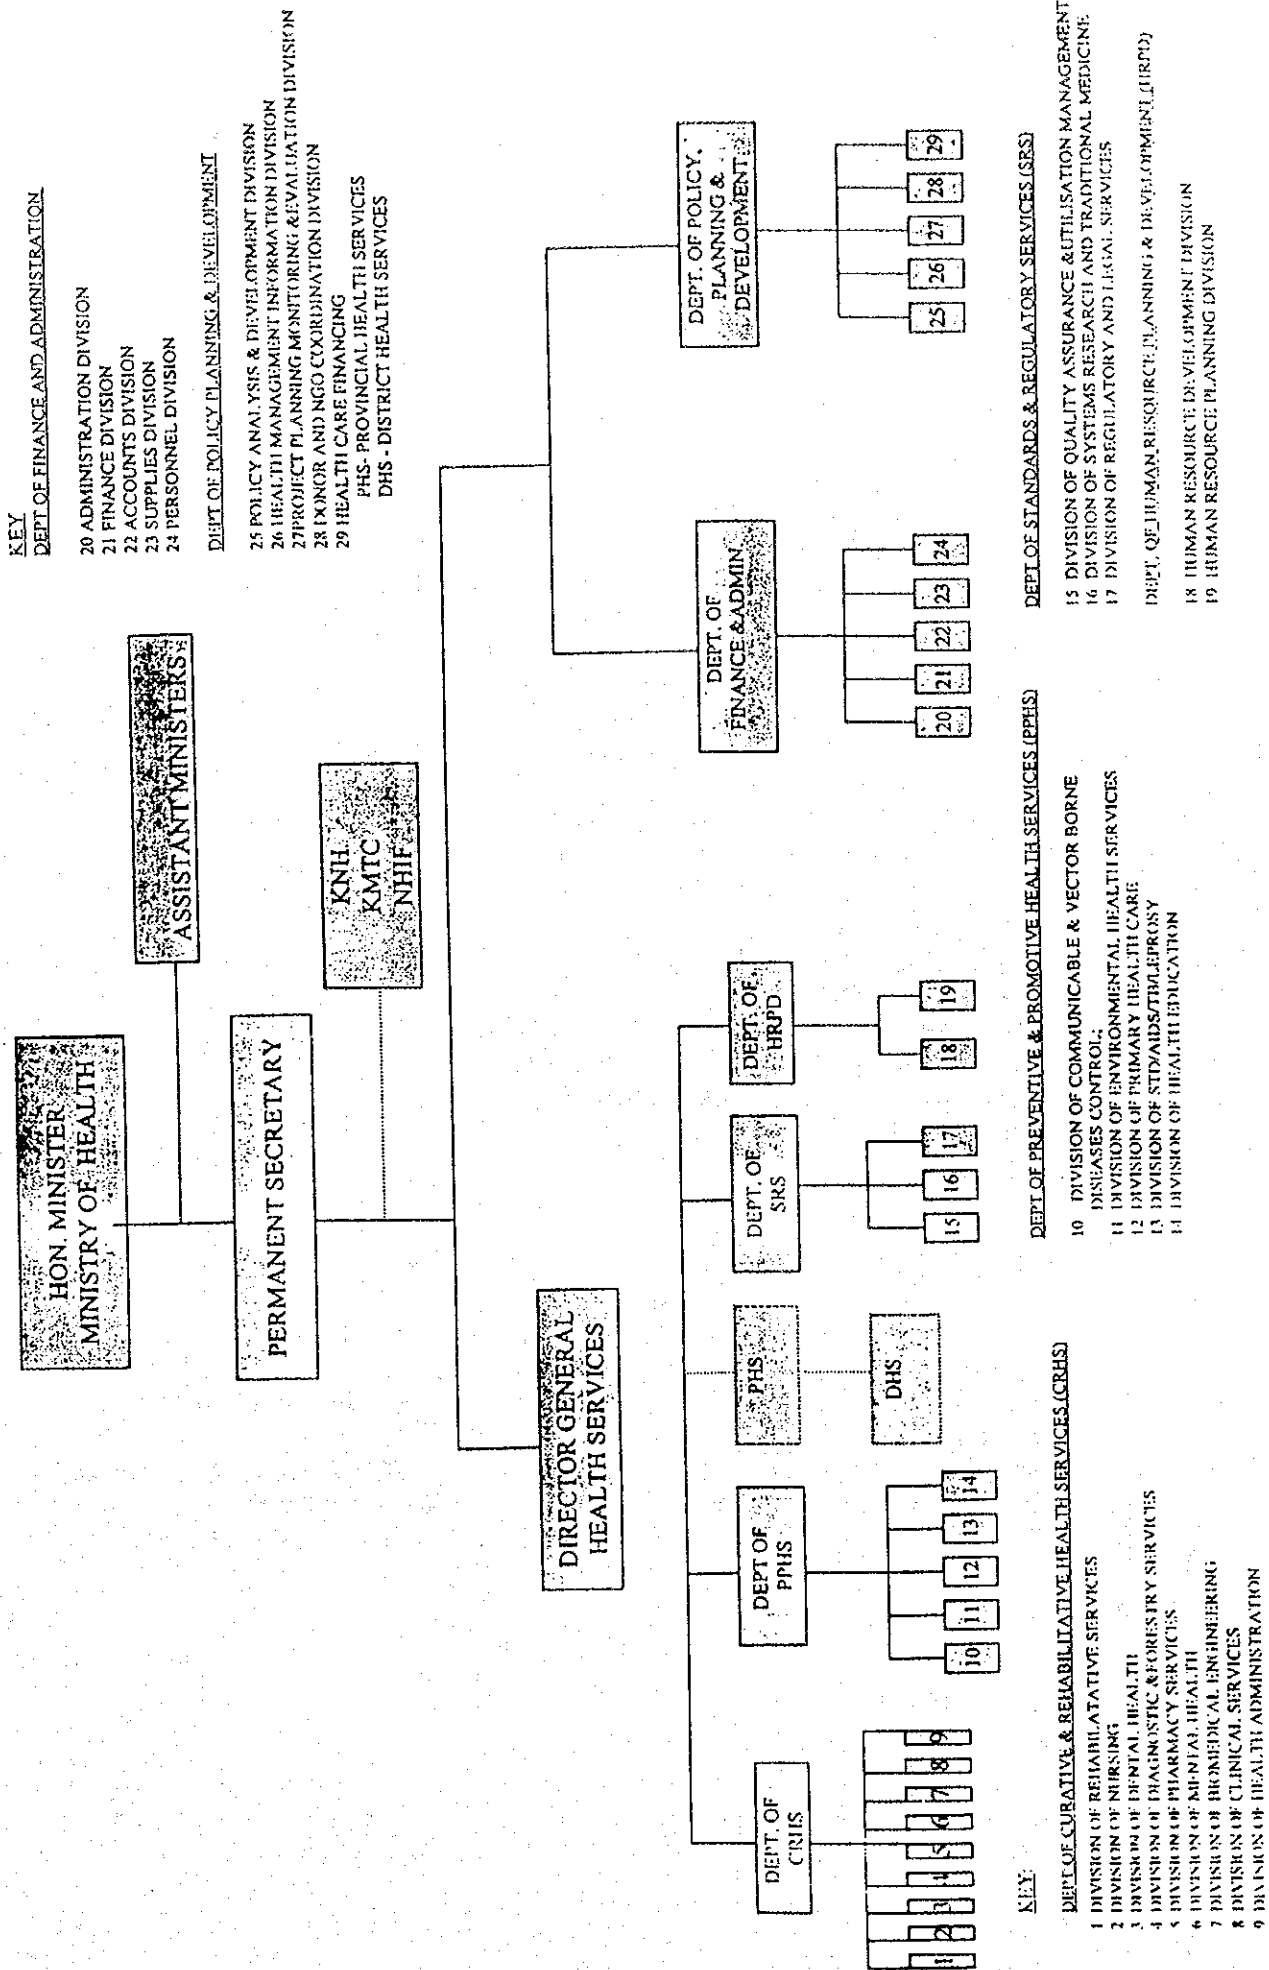 HON. MINISTER
MINISTRY OF HEALTH
ASSISTANT MINISTERS
PERMANENT SECRETARY
KNH
KMTC
NHIF
DIRECTOR GENERAL
HEALTH SERVICES
DEPT. OF
CRHS
DEPT OF
PPHS
PHS
DEPT. OF
SRS
DEPT. OF
HRPD
DEPT. OF
FINANCE & ADMIN
DEPT. OF POLICY.
PLANNING &
DEVELOPMENT
DHS
1 2 3 4 5 6 7 8 9
10 11 12 13 14
15 16 17
18 19
20 21 22 23 24
25 26 27 28 29
KEY
DEPT OF FINANCE AND ADMINISTRATION
20 ADMINISTRATION DIVISION
21 FINANCE DIVISION
22 ACCOUNTS DIVISION
23 SUPPLIES DIVISION
24 PERSONNEL DIVISION
DEPT OF POLICY PLANNING & DEVELOPMENT
25 POLICY ANALYSIS & DEVELOPMENT DIVISION
26 HEALTH MANAGEMENT INFORMATION DIVISION
27PROJECT PLANNING MONITORING &EVALUATION DIVISION
28 DONOR AND NGO COORDINATION DIVISION
29 HEALTH CARE FINANCING
PHS- PROVINCIAL HEALTH SERVICES
DHS - DISTRICT HEALTH SERVICES
KEY:
DEPT OF CURATIVE & REHABILITATIVE HEALTH SERVICES (CRHS)
1 DIVISION OF REHABILATATIVE SERVICES
2 DIVISION OF NURSING
3 DIVISION OF DENTAL HEALTH
4 DIVISION OF DIAGNOSTIC &FORESTRY SERVICES
5 DIVISION OF PHARMACY SERVICES
6 DIVISION OF MENTAL HEALTH
7 DIVISION OF BIOMEDICAL ENGINEERING
8 DIVISION OF CLINICAL SERVICES
9 DIVISION OF HEALTH ADMINISTRATION
DEPT OF PREVENTIVE & PROMOTIVE HEALTH SERVICES (PPHS)
10 DIVISION OF COMMUNICABLE & VECTOR BORNE
DISEASES CONTROL;
11 DIVISION OF ENVIRONMENTAL HEALTH SERVICES
12 DIVISION OF PRIMARY HEALTH CARE
13 DIVISION OF STD/AIDS/TB/LEPROSY
14 DIVISION OF HEALTH EDUCATION
DEPT OF STANDARDS & REGULATORY SERVICES (SRS)
15 DIVISION OF QUALITY ASSURANCE &UTILISATION MANAGEMENT
16 DIVISION OF SYSTEMS RESEARCH AND TRADITIONAL MEDICINE
17 DIVISION OF REGULATORY AND LEGAL SERVICES
DEPT. OF HUMAN RESOURCE PLANNING & DEVELOPMENT (HRPD)
18 HUMAN RESOURCE DEVELOPMENT DIVISION
19 HUMAN RESOURCE PLANNING DIVISION